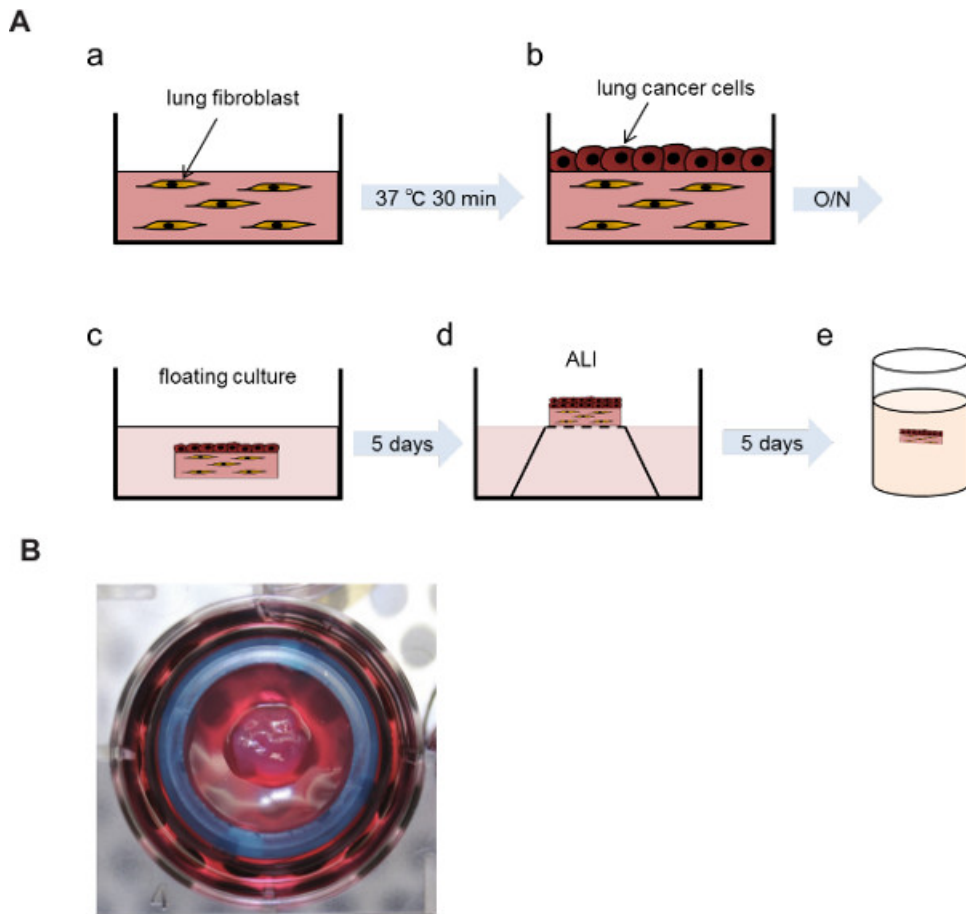 A
a
b
lung fibroblast
lung cancer cells
37 ℃ 30 min
O/N
c
d
e
floating culture
ALI
5 days
5 days
B
4